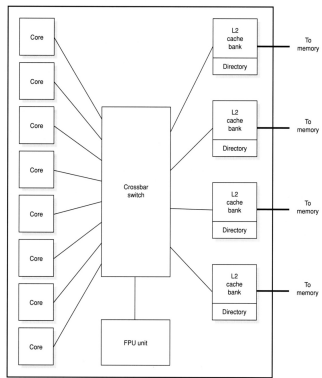 Core
Core
Core
Core
Core
Core
Core
Core
Crossbar
switch
FPU unit
L2
cache
bank
Directory
To
memory
L2
cache
bank
Directory
To
memory
L2
cache
bank
Directory
To
memory
L2
cache
bank
Directory
To
memory